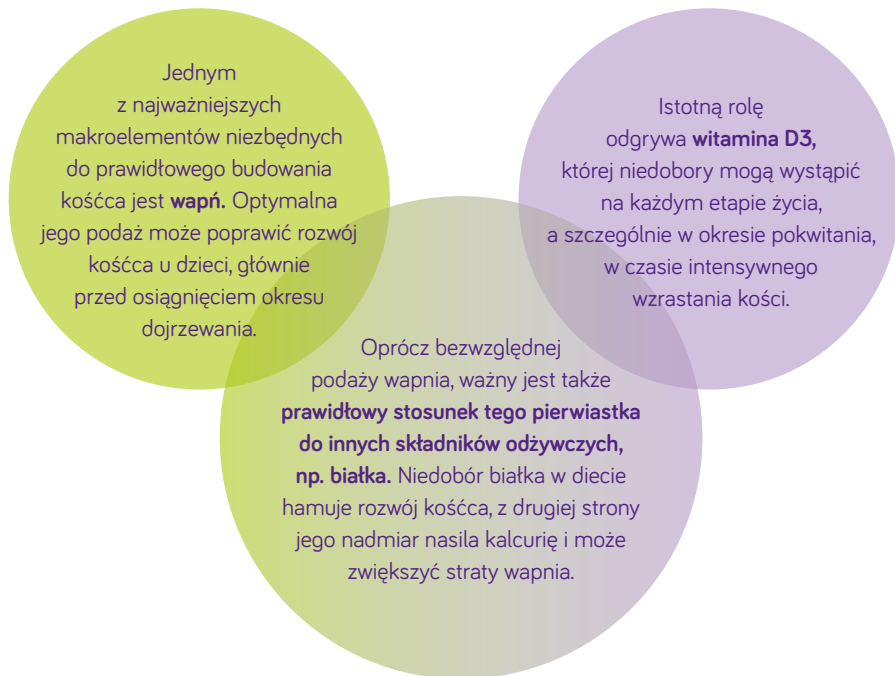 Jednym
z najważniejszych
makroelementów niezbędnych
do prawidłowego budowania
kośćca jest wapń. Optymalna
jego podaż może poprawić rozwój
kośćca u dzieci, głównie
przed osiągnięciem okresu
dojrzewania.
Istotną rolę
odgrywa witamina D3,
której niedobory mogą wystąpić
na każdym etapie życia,
a szczególnie w okresie pokwitania,
w czasie intensywnego
wzrastania kości.
Oprócz bezwzględnej
podaży wapnia, ważny jest także
prawidłowy stosunek tego pierwiastka
do innych składników odżywczych,
np. białka. Niedobór białka w diecie
hamuje rozwój kośćca, z drugiej strony
jego nadmiar nasila kalcurię i może
zwiększyć straty wapnia.